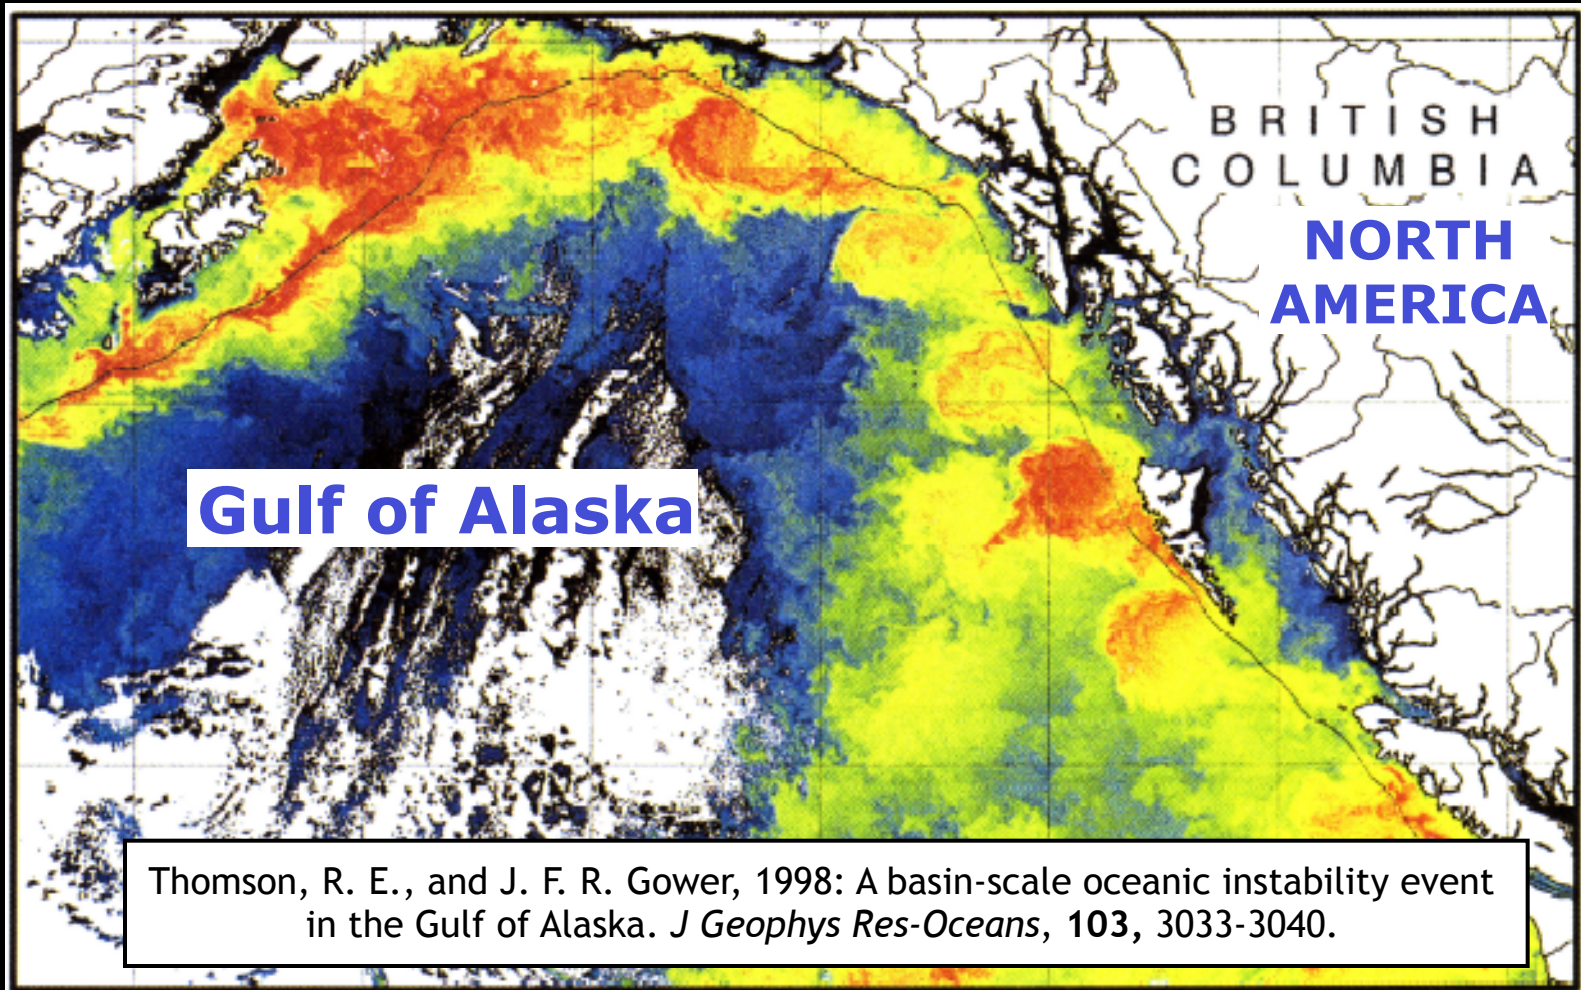 BRITISH
COLUMBIA
NORTH
AMERICA
Gulf of Alaska
Thomson, R. E., and J. F. R. Gower, 1998: A basin-scale oceanic instability event
in the Gulf of Alaska. J Geophys Res-Oceans, 103, 3033-3040.